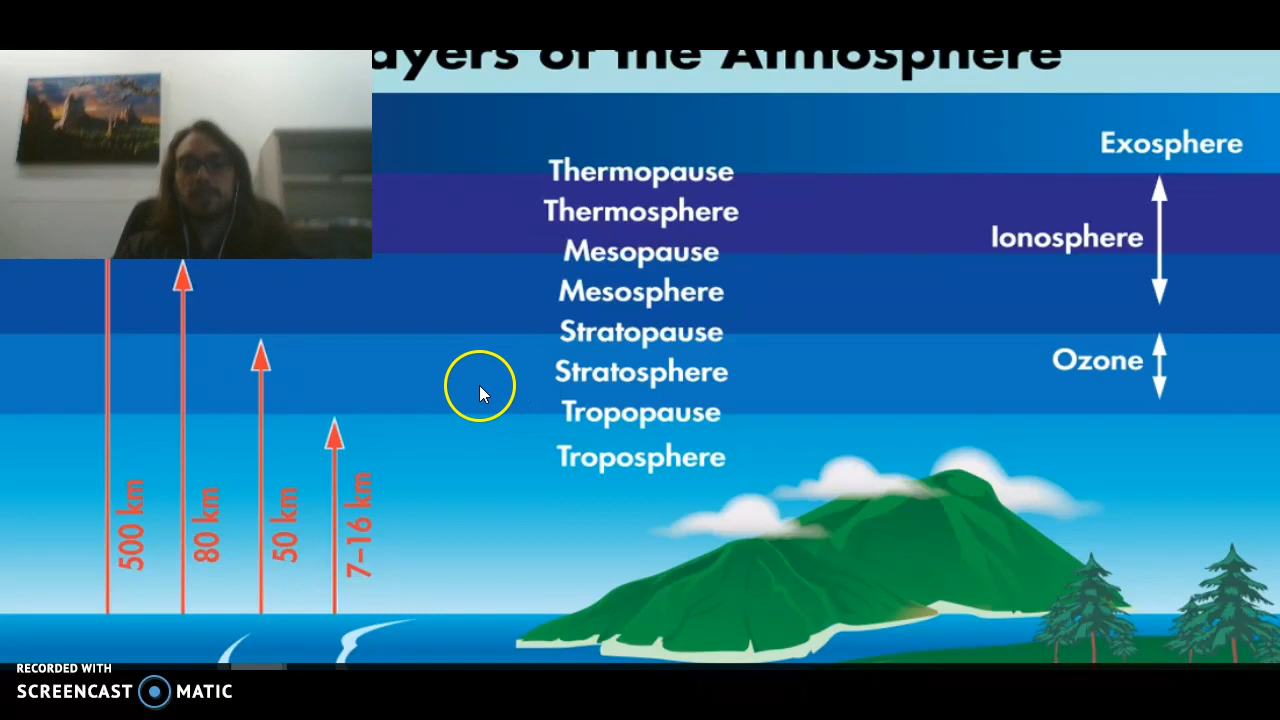 ayers of the Atmosphere
Exosphere
Thermopause
Thermosphere
Ionosphere
Mesopause
Mesosphere
Stratopause
Ozone
Stratosphere
Tropopause
Troposphere
500 km
80 km
50 km
7–16 km
RECORDED WITH
SCREENCAST MATIC